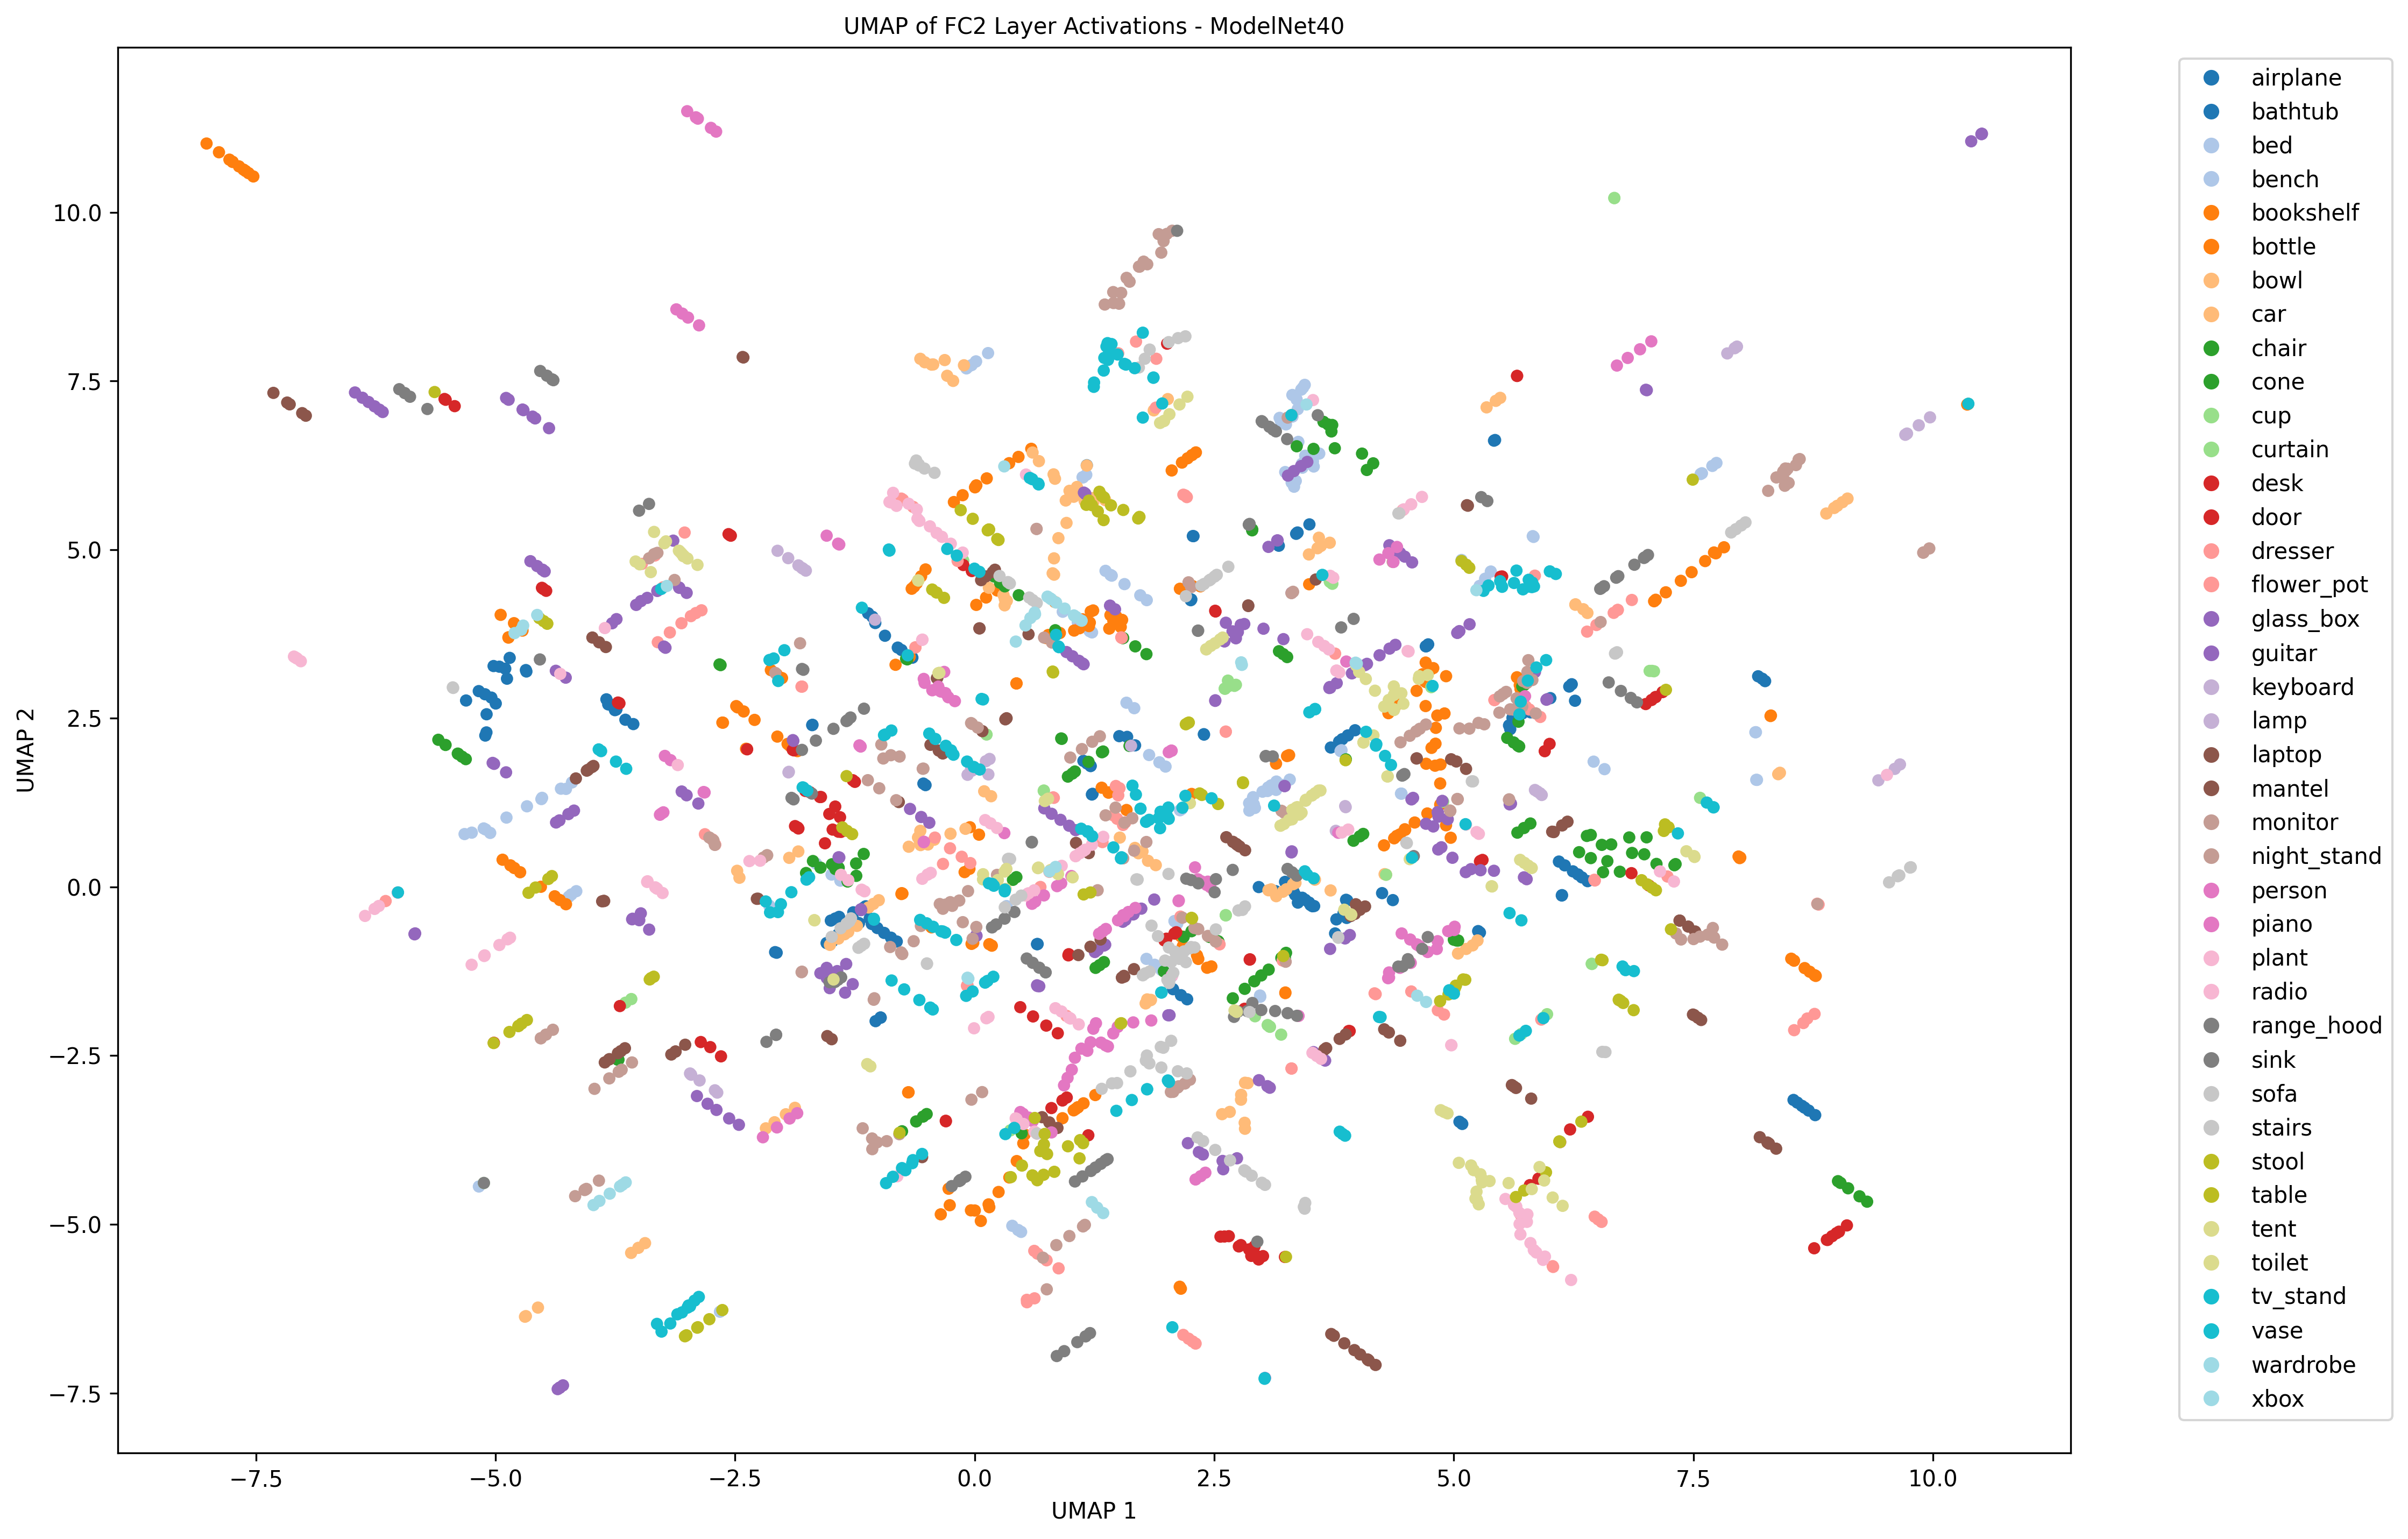 UMAP of FC2 Layer Activations - ModelNet40
UMAP 2
10.0
7.5
5.0
2.5
0.0
−2.5
−5.0
−7.5
−7.5
−5.0
−2.5
0.0
2.5
5.0
7.5
10.0
UMAP 1
airplane
bathtub
bed
bench
bookshelf
bottle
bowl
car
chair
cone
cup
curtain
desk
door
dresser
flower_pot
glass_box
guitar
keyboard
lamp
laptop
mantel
monitor
night_stand
person
piano
plant
radio
range_hood
sink
sofa
stairs
stool
table
tent
toilet
tv_stand
vase
wardrobe
xbox